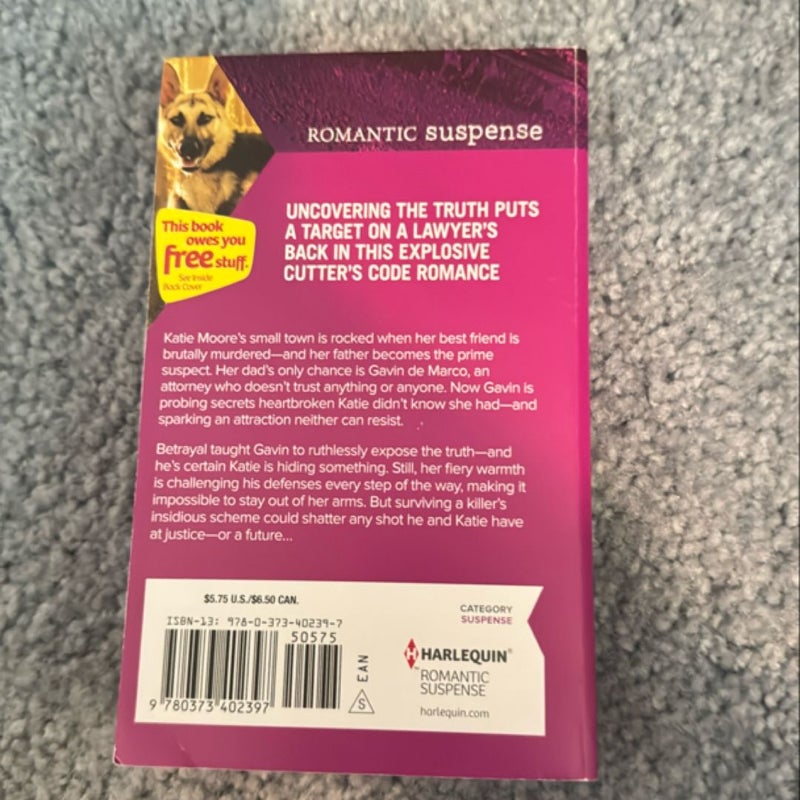 ROMANTIC suspense
This book
owes you
free stuff.
See Inside
Back Cover
UNCOVERING THE TRUTH PUTS
A TARGET ON A LAWYER'S
BACK IN THIS EXPLOSIVE
CUTTER'S CODE ROMANCE
Katie Moore's small town is rocked when her best friend is
brutally murdered—and her father becomes the prime
suspect. Her dad's only chance is Gavin de Marco, an
attorney who doesn't trust anything or anyone. Now Gavin is
probing secrets heartbroken Katie didn't know she had—and
sparking an attraction neither can resist.
Betrayal taught Gavin to ruthlessly expose the truth—and
he's certain Katie is hiding something. Still, her fiery warmth
is challenging his defenses every step of the way, making it
impossible to stay out of her arms. But surviving a killer's
insidious scheme could shatter any shot he and Katie have
at justice—or a future...
$5.75 U.S./$6.50 CAN.
ISBN-13: 978-0-373-40239-7
50575
9 780373 402397
EAN
S
CATEGORY
SUSPENSE
HARLEQUIN®
ROMANTIC
SUSPENSE
harlequin.com